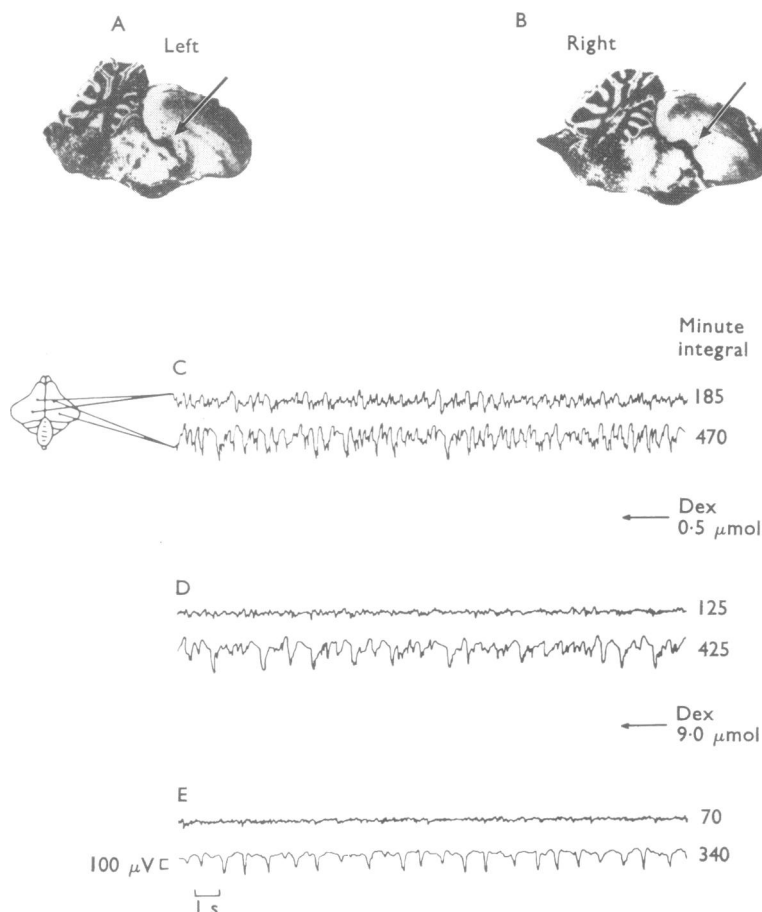 A
Left
B
Right
Minute
integral
C
185
470
Dex
0·5 μmol
D
125
425
Dex
9·0 μmol
E
70
340
100 μV
1 s